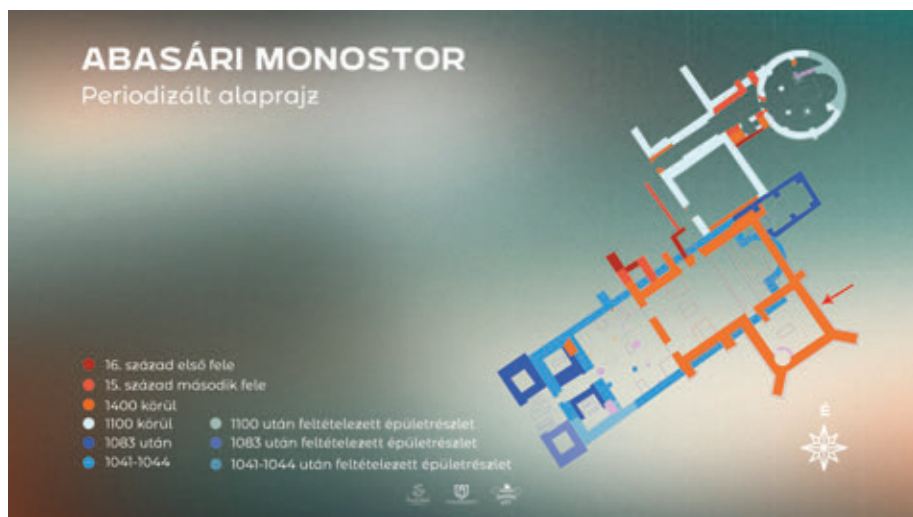 ABASÁRI MONOSTOR
Periodizált alaprajz
16. század első fele
15. század második fele
1400 körül
1100 körül
1083 után
1041-1044
1100 után feltételezett épületrészlet
1083 után feltételezett épületrészlet
1041-1044 után feltételezett épületrészlet
É